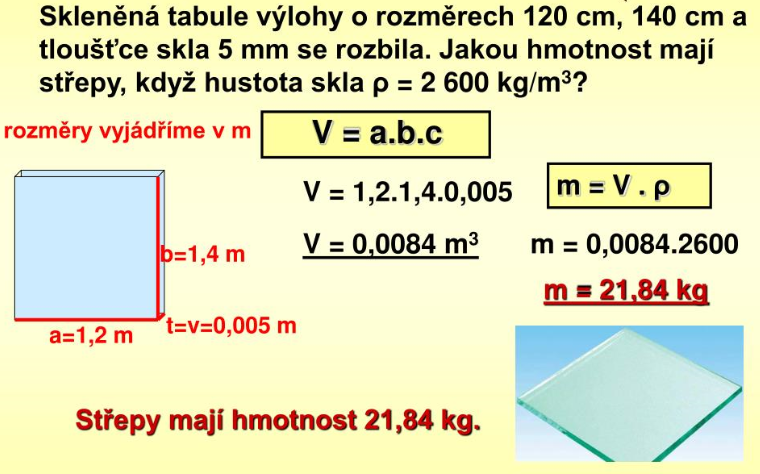 Skleněná tabule výlohy o rozměrech 120 cm, 140 cm a
tloušťce skla 5 mm se rozbila. Jakou hmotnost mají
střepy, když hustota skla ρ = 2 600 kg/m³?
rozměry vyjádříme v m
V = a.b.c
V = 1,2.1,4.0,005
m = V . ρ
V = 0,0084 m³
m = 0,0084.2600
b=1,4 m
m = 21,84 kg
t=v=0,005 m
a=1,2 m
Střepy mají hmotnost 21,84 kg.